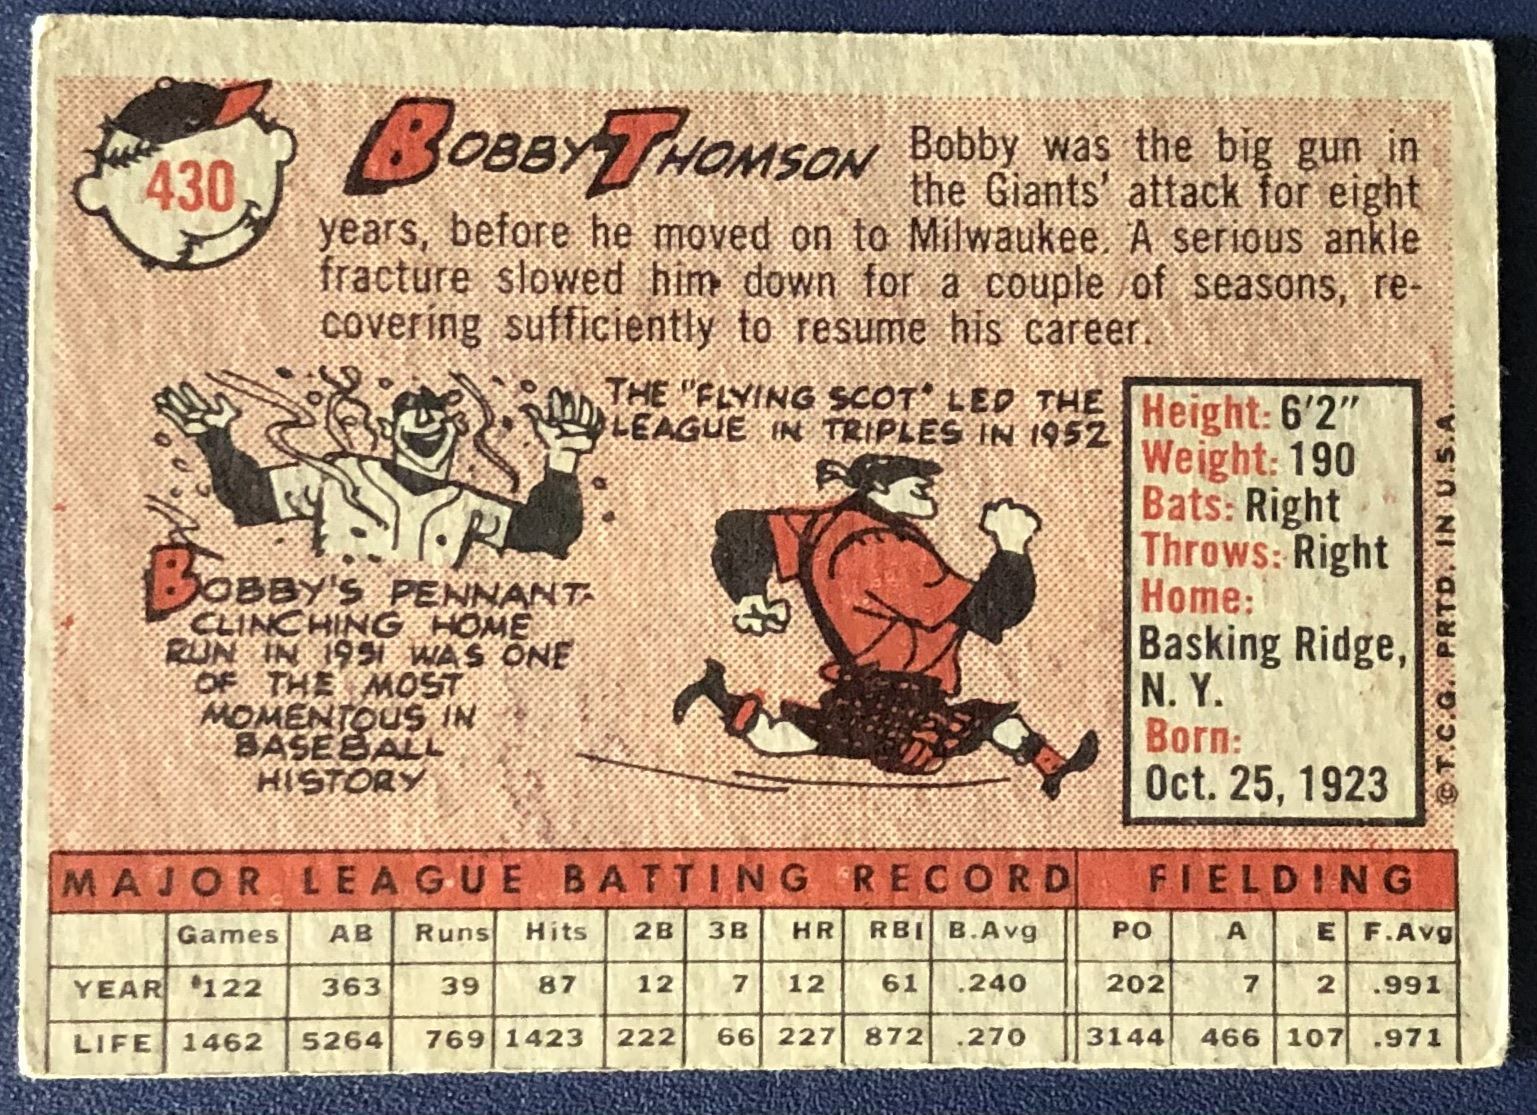 430
BOBBY THOMSON
Bobby was the big gun in
the Giants' attack for eight
years, before he moved on to Milwaukee. A serious ankle
fracture slowed him down for a couple of seasons, re-
covering sufficiently to resume his career.
THE "FLYING SCOT" LED THE
LEAGUE IN TRIPLES IN 1952
BOBBY'S PENNANT-
CLINCHING HOME
RUN IN 1951 WAS ONE
OF THE MOST
MOMENTOUS IN
BASEBALL
HISTORY
Height: 6'2"
Weight: 190
Bats: Right
Throws: Right
Home:
Basking Ridge,
N. Y.
Born:
Oct. 25, 1923
© T.C.G. PRTD. IN U.S.A.
MAJOR LEAGUE BATTING RECORD FIELDING
Games AB Runs Hits 2B 3B HR RBI B.Avg PO A E F.Avg
YEAR *122 363 39 87 12 7 12 61 .240 202 7 2 .991
LIFE 1462 5264 769 1423 222 66 227 872 .270 3144 466 107 .971